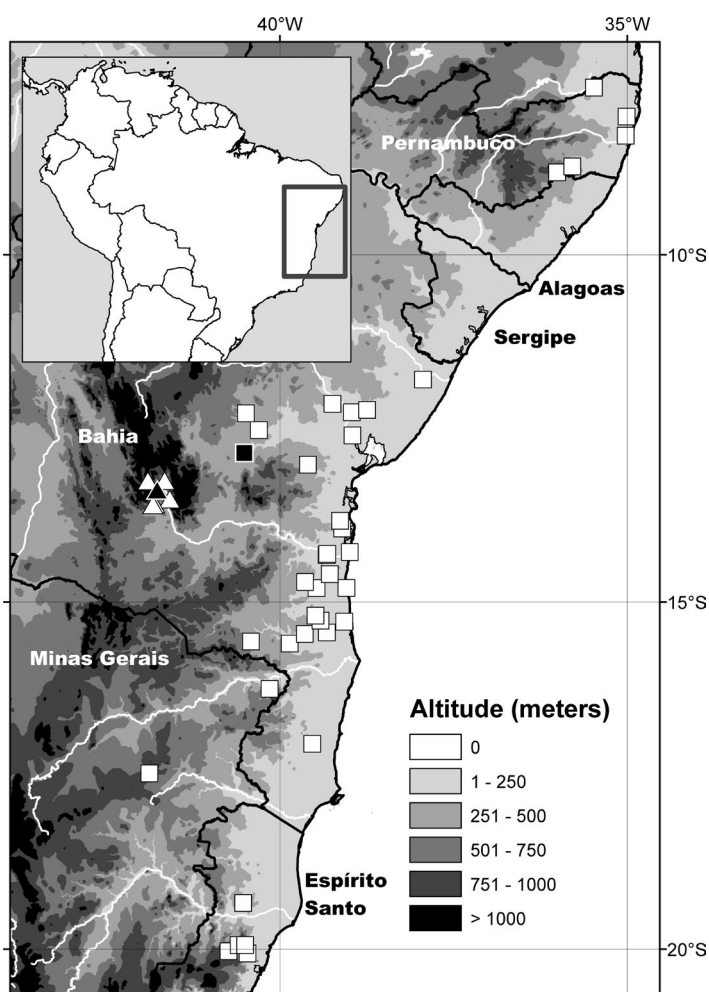 40°W
35°W
Pernambuco
10°S
Alagoas
Sergipe
Bahia
15°S
Minas Gerais
Altitude (meters)
0
1 - 250
251 - 500
501 - 750
751 - 1000
> 1000
Espírito
Santo
20°S